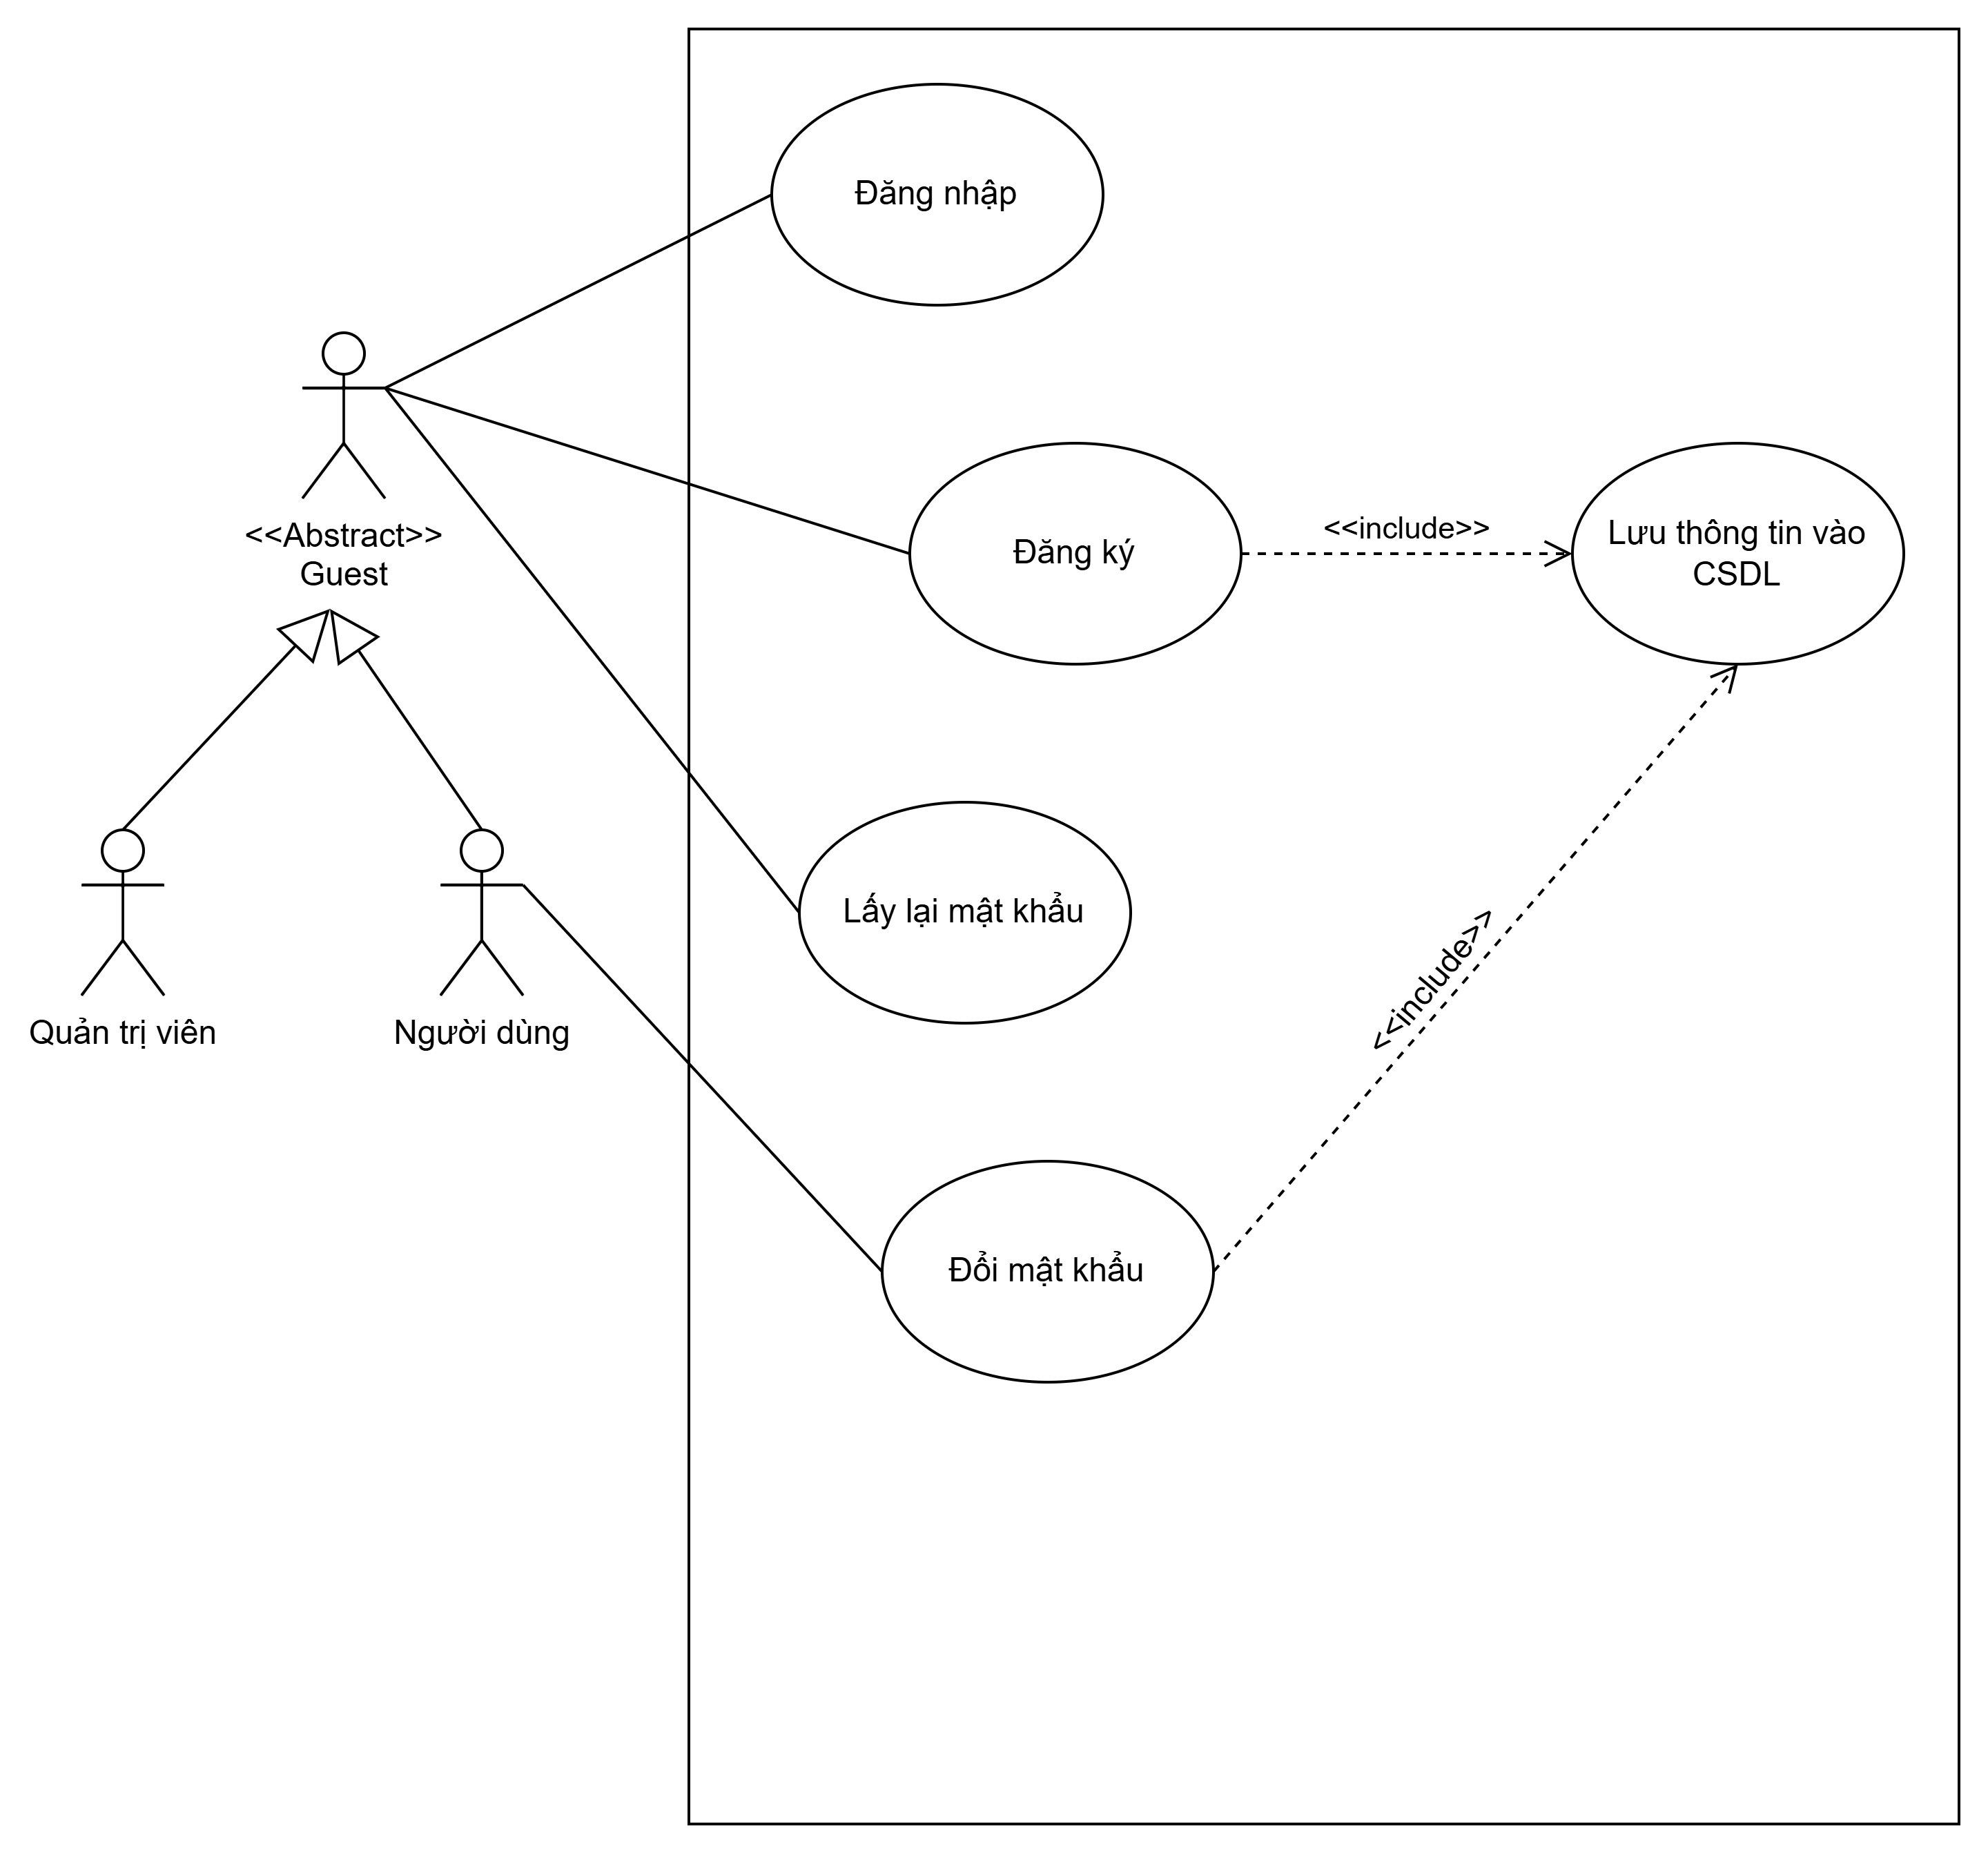 Đăng nhập
<<Abstract>>
Guest
Đăng ký
<<include>>
Lưu thông tin vào
CSDL
Lấy lại mật khẩu
<<include>>
Quản trị viên
Người dùng
Đổi mật khẩu